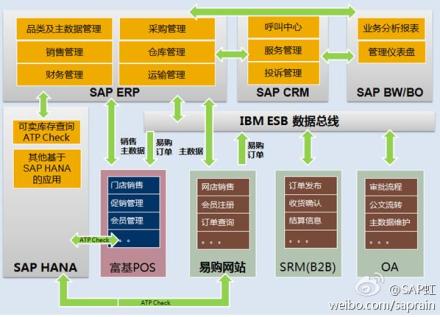 品类及主数据管理
采购管理
销售管理
仓库管理
财务管理
运输管理
SAP ERP
呼叫中心
服务管理
投诉管理
SAP CRM
业务分析报表
管理仪表盘
SAP BW/BO
IBM ESB 数据总线
可卖库存查询
ATP Check
其他基于
SAP HANA
的应用
SAP HANA
销售
主数据
易购
订单
主数据
易购
订单
门店销售
促销管理
会员管理
• • •
富基POS
网店销售
会员注册
订单查询
• • •
易购网站
订单发布
收货确认
结算信息
• • •
SRM(B2B)
审批流程
公文流转
主数据维护
• • •
OA
ATP Check
ATP Check
@SAP虹
weibo.com/saprain